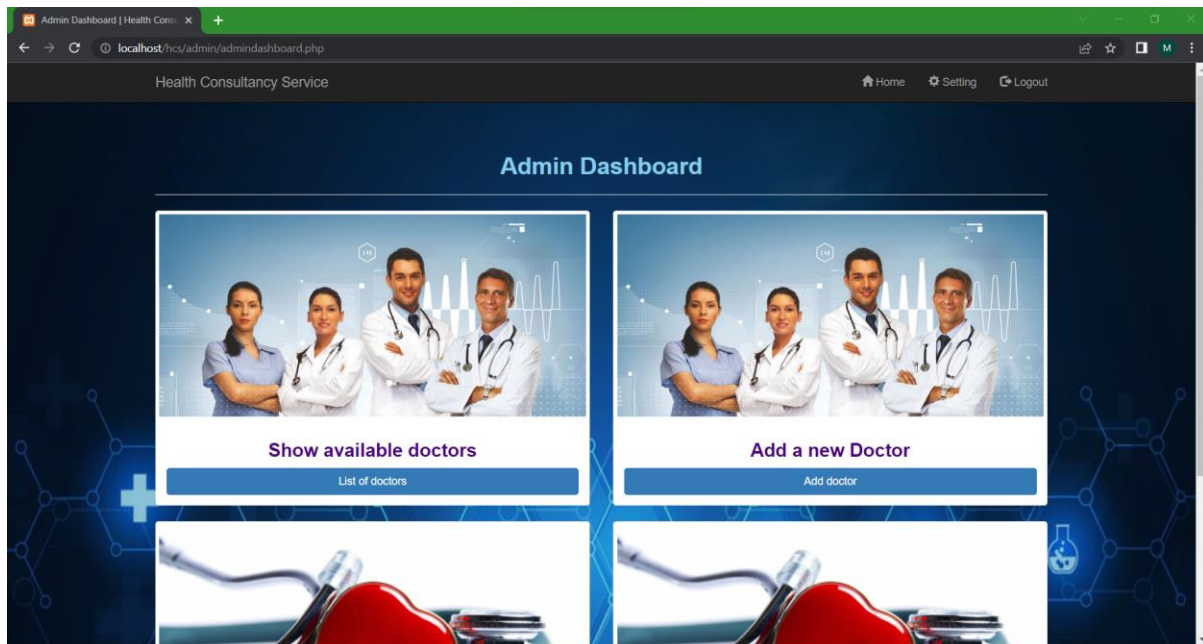 Admin Dashboard | Health Cons
localhost/hcs/admin/admindashboard.php
M
Health Consultancy Service
Home Setting Logout
Admin Dashboard
Show available doctors
List of doctors
Add a new Doctor
Add doctor